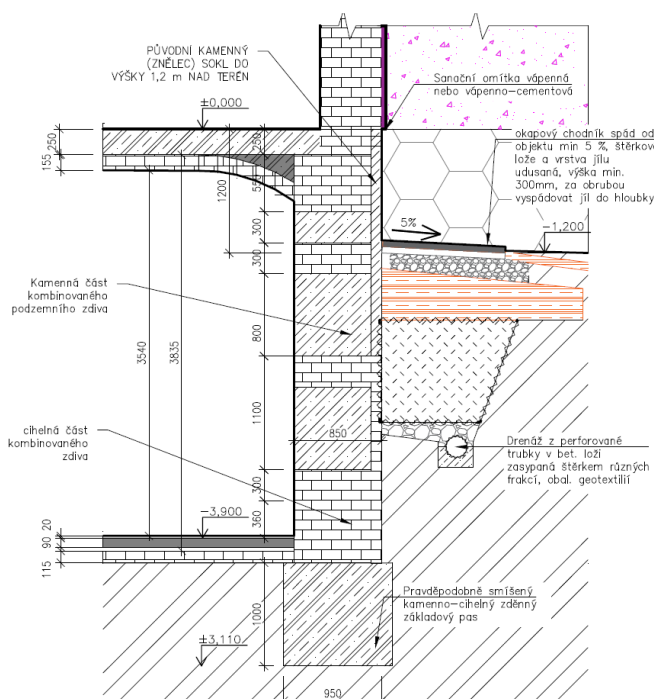 PŮVODNÍ KAMENNÝ
(ZNĚLEC) SOKL DO
VÝŠKY 1,2 m NAD TERÉN
Sanační omítka vápenná
nebo vápenno-cementová
±0,000
okapový chodník spád od
objektu min 5 %, štěrkové
lože a vrstva jílu
udusaná, výška min.
300mm, za obrubou
vyspádovat jíl do hloubky
250
250
155
550
1200
5%
-1,200
300
300
Kamenná část
kombinovaného
podzemního zdiva
800
3540
3835
1100
cihelná část
kombinovaného
zdiva
850
Drenáž z perforované
trubky v bet. loži
zasypaná štěrkem různých
frakcí, obal. geotextilií
300
-3,900
360
20
90
115
Pravděpodobně smíšený
kamenno-cihelný zděnný
základový pas
1000
±3,110
950